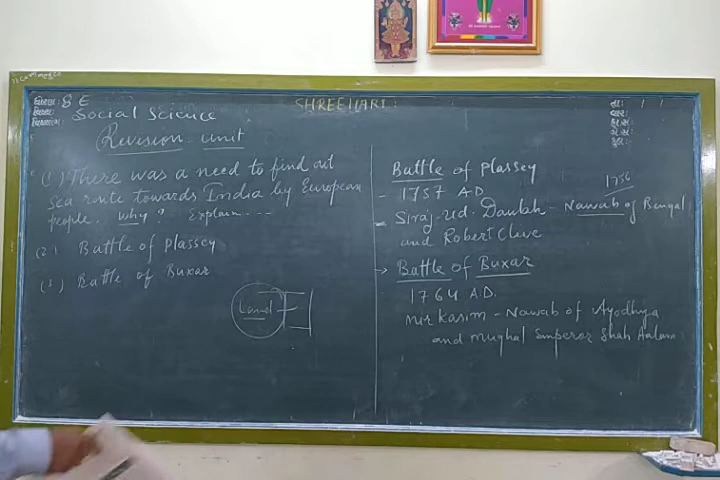 8 E
Social Science
SHREEHARI:
Revision unit
(1) There was a need to find out
sea route towards India by European
people. why? Explain ---
(2) Battle of Plassey
(3) Battle of Buxar
Land
Battle of Plassey
- 1757 AD
1756
- Siraj-ud-Daulah - Nawab of Bengal
and Robert Clive
→ Battle of Buxar
1764 A.D.
Mir Kasim - Nawab of Ayodhya
and Mughal Emperor Shah Aalam